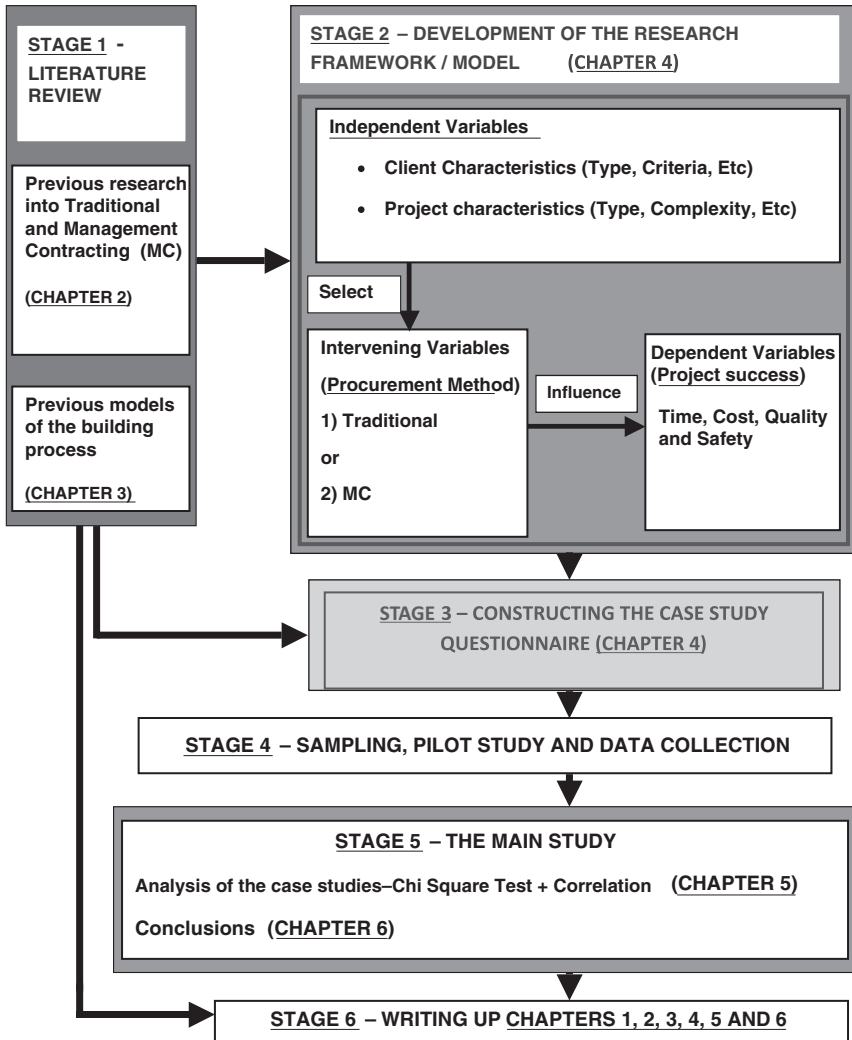 STAGE 1 -
LITERATURE
REVIEW
Previous research
into Traditional
and Management
Contracting (MC)
(CHAPTER 2)
Previous models
of the building
process
(CHAPTER 3)
STAGE 2 – DEVELOPMENT OF THE RESEARCH
FRAMEWORK / MODEL (CHAPTER 4)
Independent Variables
• Client Characteristics (Type, Criteria, Etc)
• Project characteristics (Type, Complexity, Etc)
Select
Intervening Variables
(Procurement Method)
1) Traditional
or
2) MC
Influence
Dependent Variables
(Project success)
Time, Cost, Quality
and Safety
STAGE 3 – CONSTRUCTING THE CASE STUDY
QUESTIONNAIRE (CHAPTER 4)
STAGE 4 – SAMPLING, PILOT STUDY AND DATA COLLECTION
STAGE 5 – THE MAIN STUDY
Analysis of the case studies–Chi Square Test + Correlation (CHAPTER 5)
Conclusions (CHAPTER 6)
STAGE 6 – WRITING UP CHAPTERS 1, 2, 3, 4, 5 AND 6